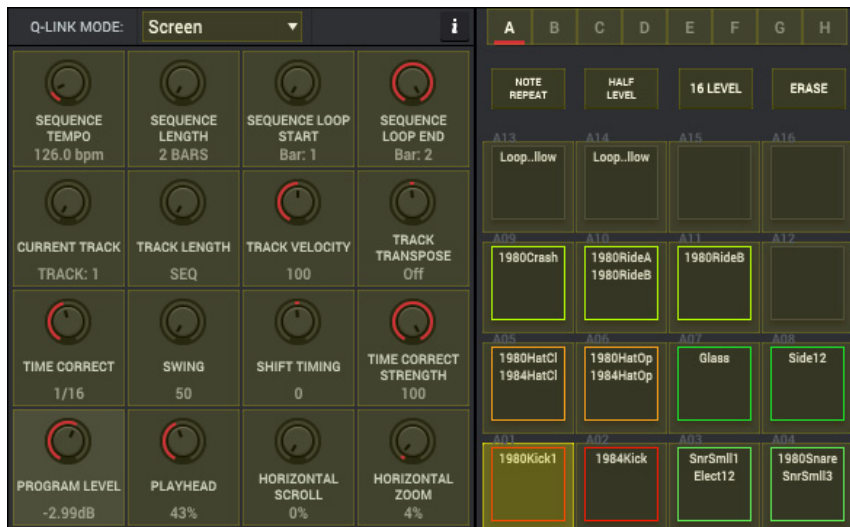 Q-LINK MODE: Screen i
SEQUENCE TEMPO
126.0 bpm
SEQUENCE LENGTH
2 BARS
SEQUENCE LOOP START
Bar: 1
SEQUENCE LOOP END
Bar: 2
CURRENT TRACK
TRACK: 1
TRACK LENGTH
SEQ
TRACK VELOCITY
100
TRACK TRANSPOSE
Off
TIME CORRECT
1/16
SWING
50
SHIFT TIMING
0
TIME CORRECT STRENGTH
100
PROGRAM LEVEL
-2.99dB
PLAYHEAD
43%
HORIZONTAL SCROLL
0%
HORIZONTAL ZOOM
4%
A B C D E F G H
NOTE REPEAT
HALF LEVEL
16 LEVEL
ERASE
A13
Loop..llow
A14
Loop..llow
A15
A16
A09
1980Crash
A10
1980RideA
1980RideB
A11
1980RideB
A12
A05
1980HatCl
1984HatCl
A06
1980HatOp
1984HatOp
A07
Glass
A08
Side12
A01
1980Kick1
A02
1984Kick
A03
SnrSmll1
Elect12
A04
1980Snare
SnrSmll3